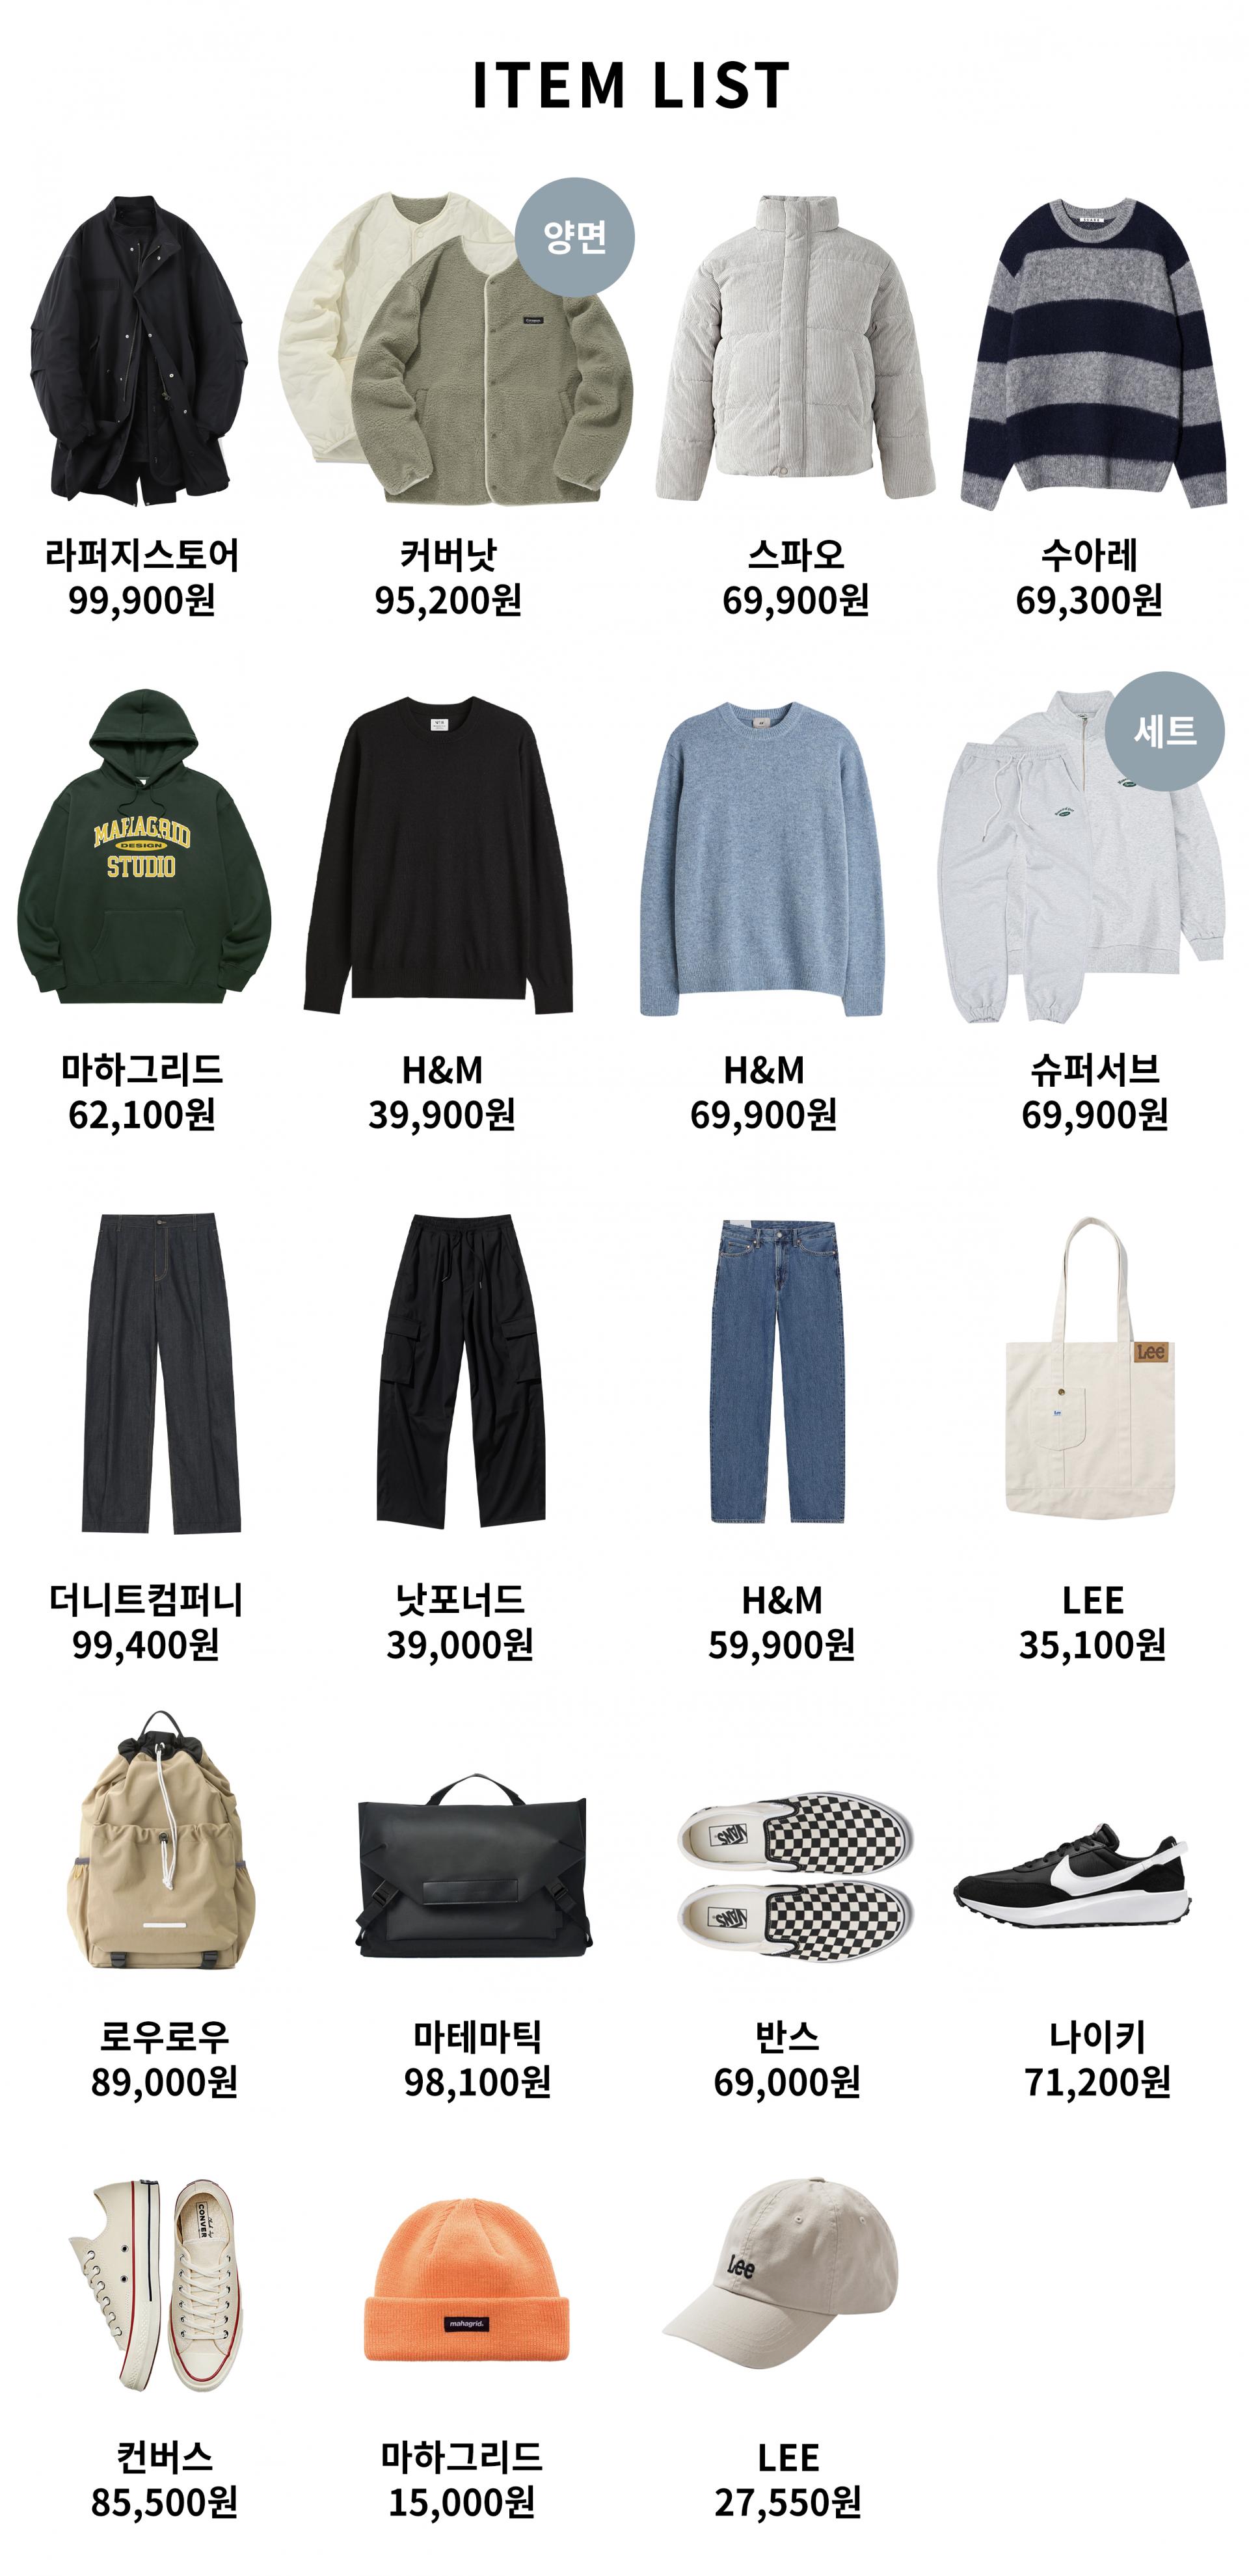 ITEM LIST
양면
라퍼지스토어
99,900원
커버낫
95,200원
스파오
69,900원
수아레
69,300원
세트
MAHAGRID
DESIGN
STUDIO
마하그리드
62,100원
H&M
39,900원
H&M
69,900원
슈퍼서브
69,900원
Lee
Lee
더니트컴퍼니
99,400원
낫포너드
39,000원
H&M
59,900원
LEE
35,100원
VANS
VANS
로우로우
89,000원
마테마틱
98,100원
반스
69,000원
나이키
71,200원
CONVER
mahagrid.
Lee
컨버스
85,500원
마하그리드
15,000원
LEE
27,550원